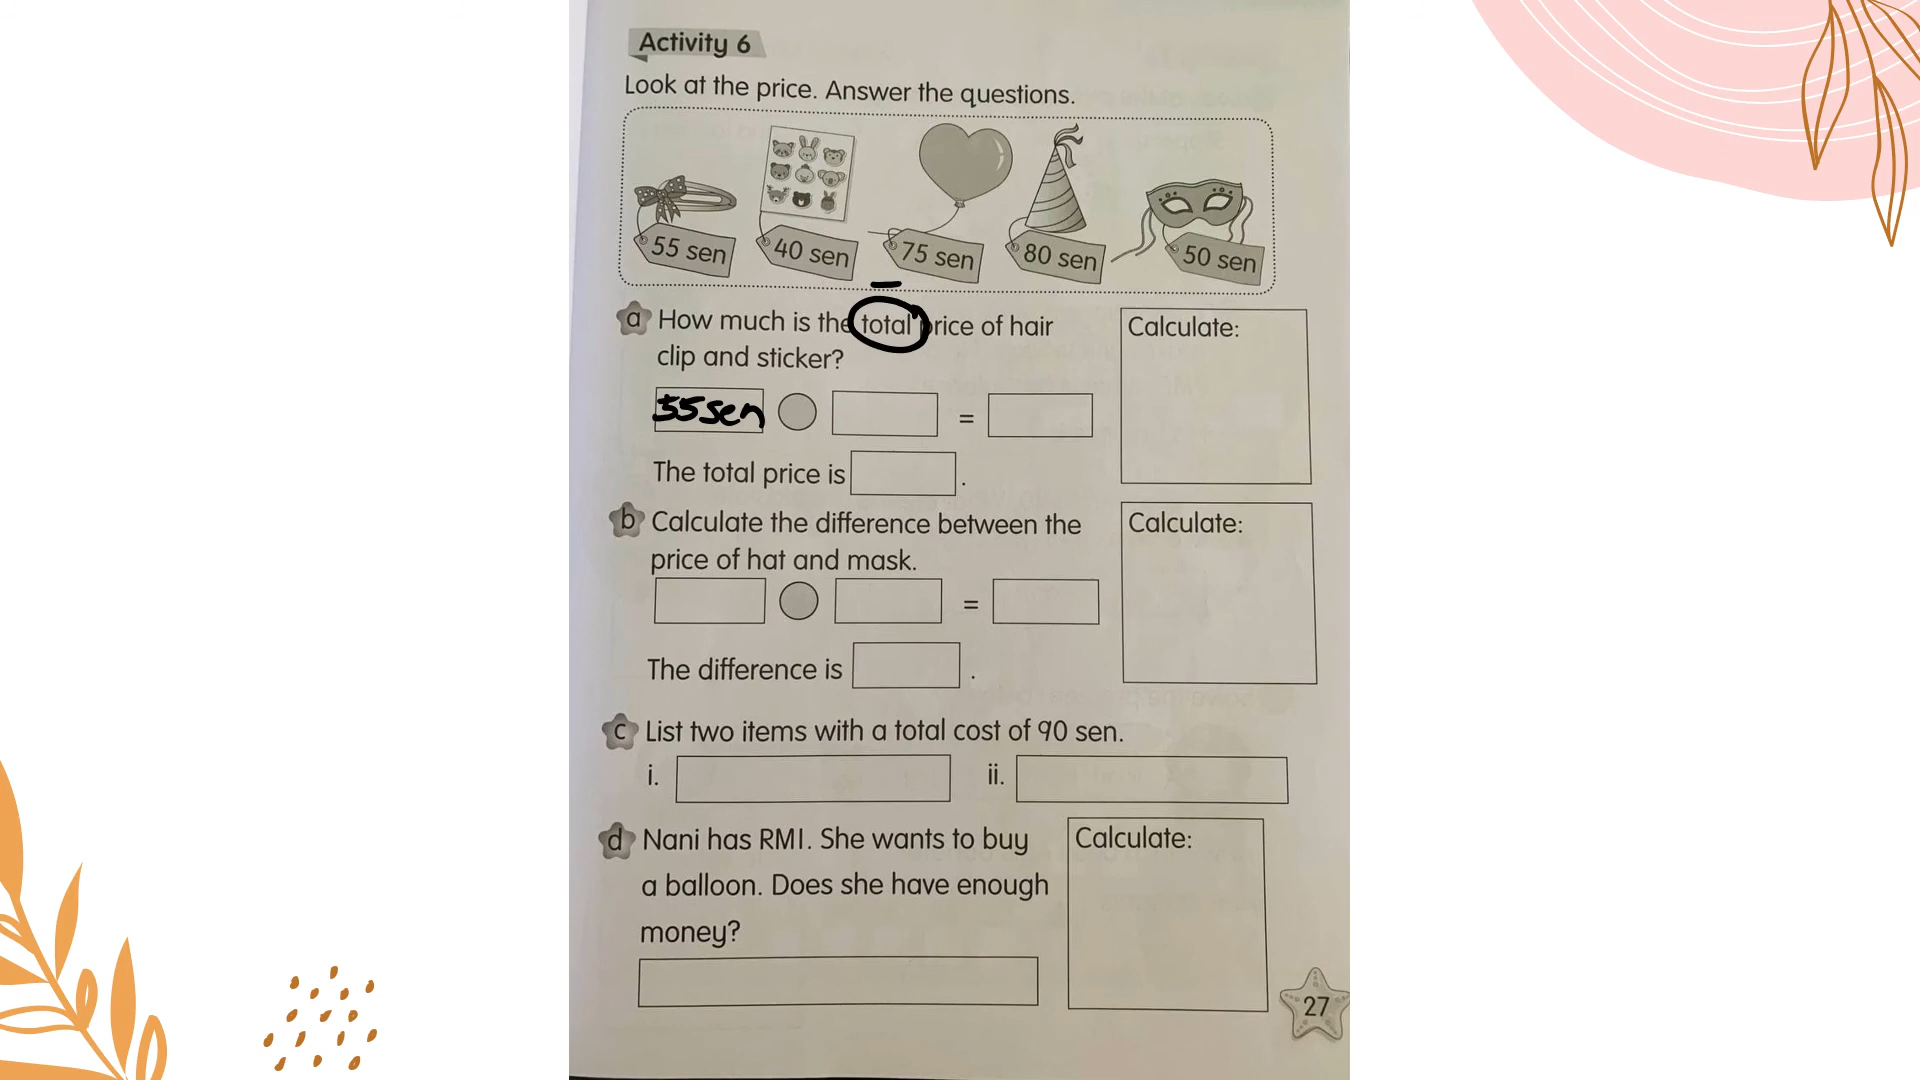 Activity 6
Look at the price. Answer the questions.
55 sen
40 sen
75 sen
80 sen
50 sen
a How much is the total price of hair
clip and sticker?
Calculate:
55sen =
The total price is .
b Calculate the difference between the
price of hat and mask.
Calculate:
=
The difference is .
c List two items with a total cost of 90 sen.
i. ii.
d Nani has RM1. She wants to buy
a balloon. Does she have enough
money?
Calculate:
27